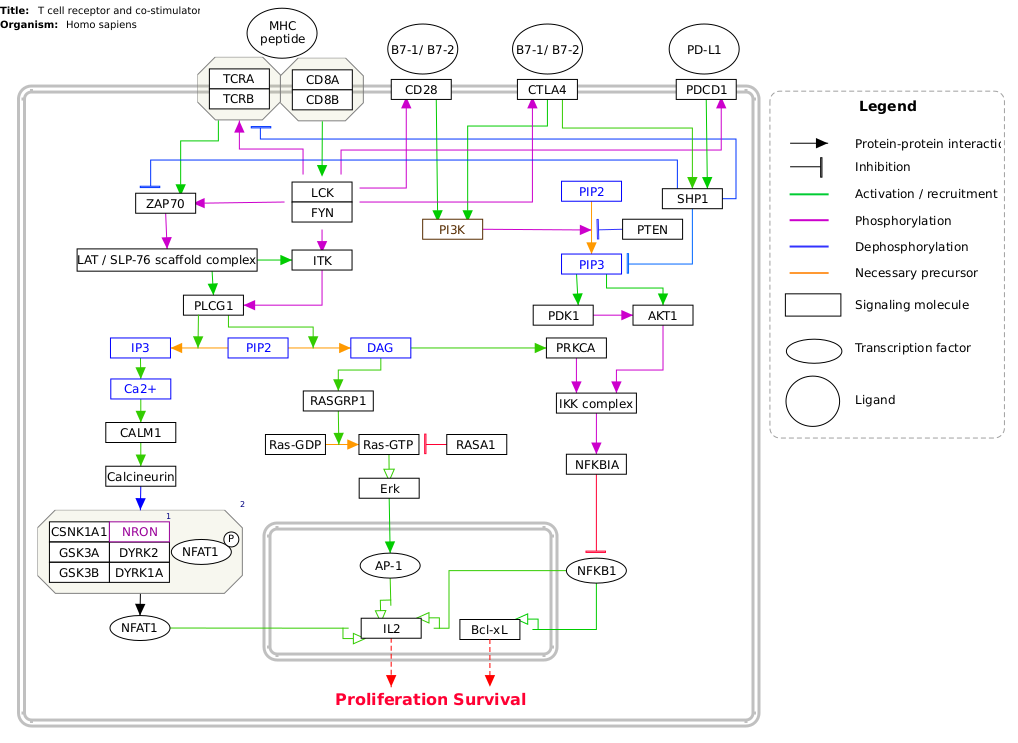 Title: T cell receptor and co-stimulator
Organism: Homo sapiens
MHC
peptide
B7-1/ B7-2
B7-1/ B7-2
PD-L1
TCRA
TCRB
CD8A
CD8B
CD28
CTLA4
PDCD1
Legend
Protein-protein interactio
Inhibition
Activation / recruitment
Phosphorylation
Dephosphorylation
Necessary precursor
Signaling molecule
Transcription factor
Ligand
LCK
FYN
ZAP70
PIP2
SHP1
PI3K
PTEN
LAT / SLP-76 scaffold complex
ITK
PIP3
PLCG1
PDK1
AKT1
IP3
PIP2
DAG
PRKCA
Ca2+
RASGRP1
IKK complex
CALM1
Ras-GDP
Ras-GTP
RASA1
NFKBIA
Calcineurin
Erk
2
1
CSNK1A1
NRON
P
GSK3A
DYRK2
NFAT1
GSK3B
DYRK1A
AP-1
NFKB1
NFAT1
IL2
Bcl-xL
Proliferation Survival